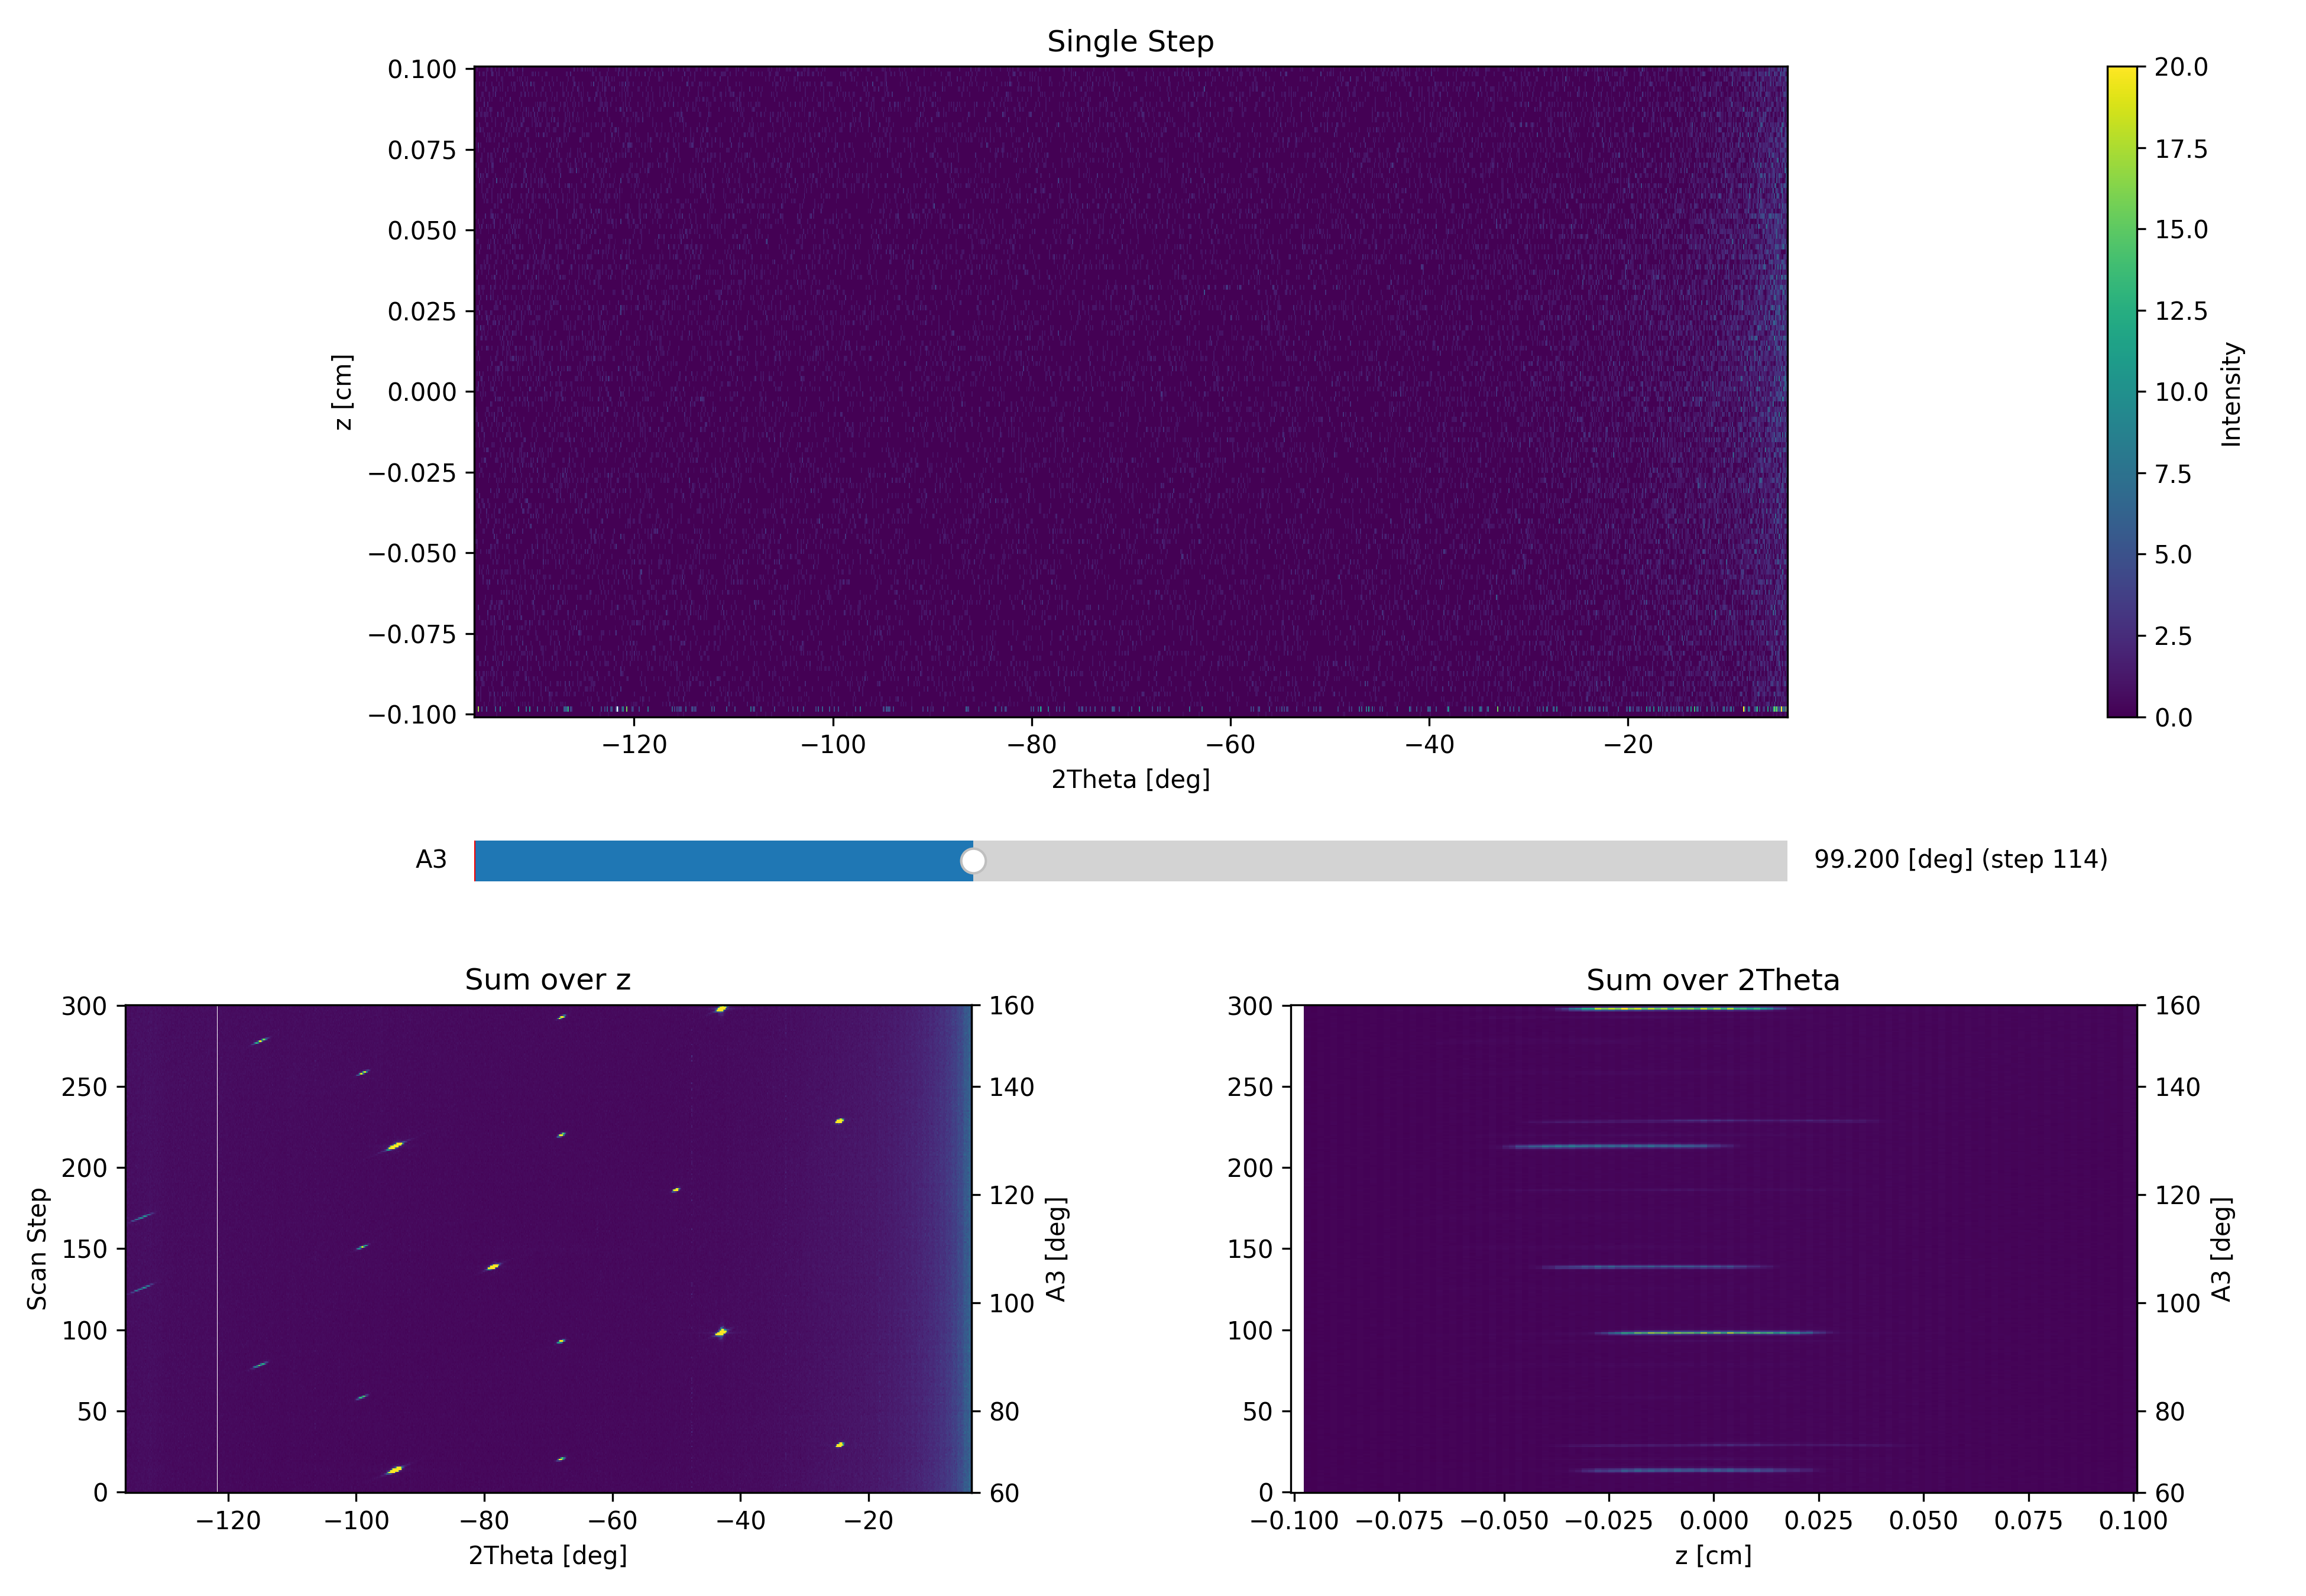 Single Step
0.100
0.075
0.050
0.025
0.000
−0.025
−0.050
−0.075
−0.100
z [cm]
−120 −100 −80 −60 −40 −20
2Theta [deg]
20.0
17.5
15.0
12.5
10.0
7.5
5.0
2.5
0.0
Intensity
A3 99.200 [deg] (step 114)
Sum over z
300
250
200
150
100
50
0
Scan Step
160
140
120
100
80
60
A3 [deg]
−120 −100 −80 −60 −40 −20
2Theta [deg]
Sum over 2Theta
300
250
200
150
100
50
0
160
140
120
100
80
60
A3 [deg]
−0.100 −0.075 −0.050 −0.025 0.000 0.025 0.050 0.075 0.100
z [cm]